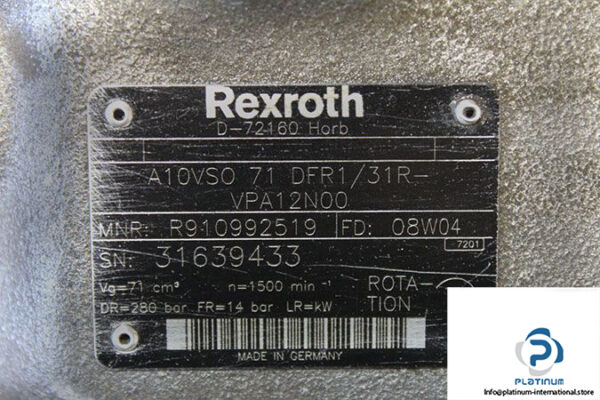 Rexroth
D-72160 Horb
A10VSO 71 DFR1/31R-
VPA12N00
MNR: R910992519 FD: 08W04
7201
SN: 31639433
Vg=71 cm³ n=1500 min⁻¹ ROTA-
DR=280 bar FR=14 bar LR=kW TION
MADE IN GERMANY
PLATINUM
Info@platinum-international.store